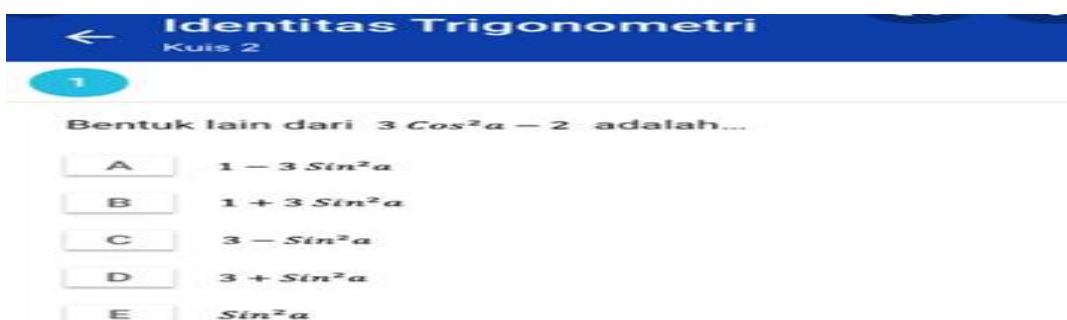 Identitas Trigonometri
Kuis 2
1
Bentuk lain dari 3 Cos²a − 2 adalah...
A 1 − 3 Sin²a
B 1 + 3 Sin²a
C 3 − Sin²a
D 3 + Sin²a
E Sin²a